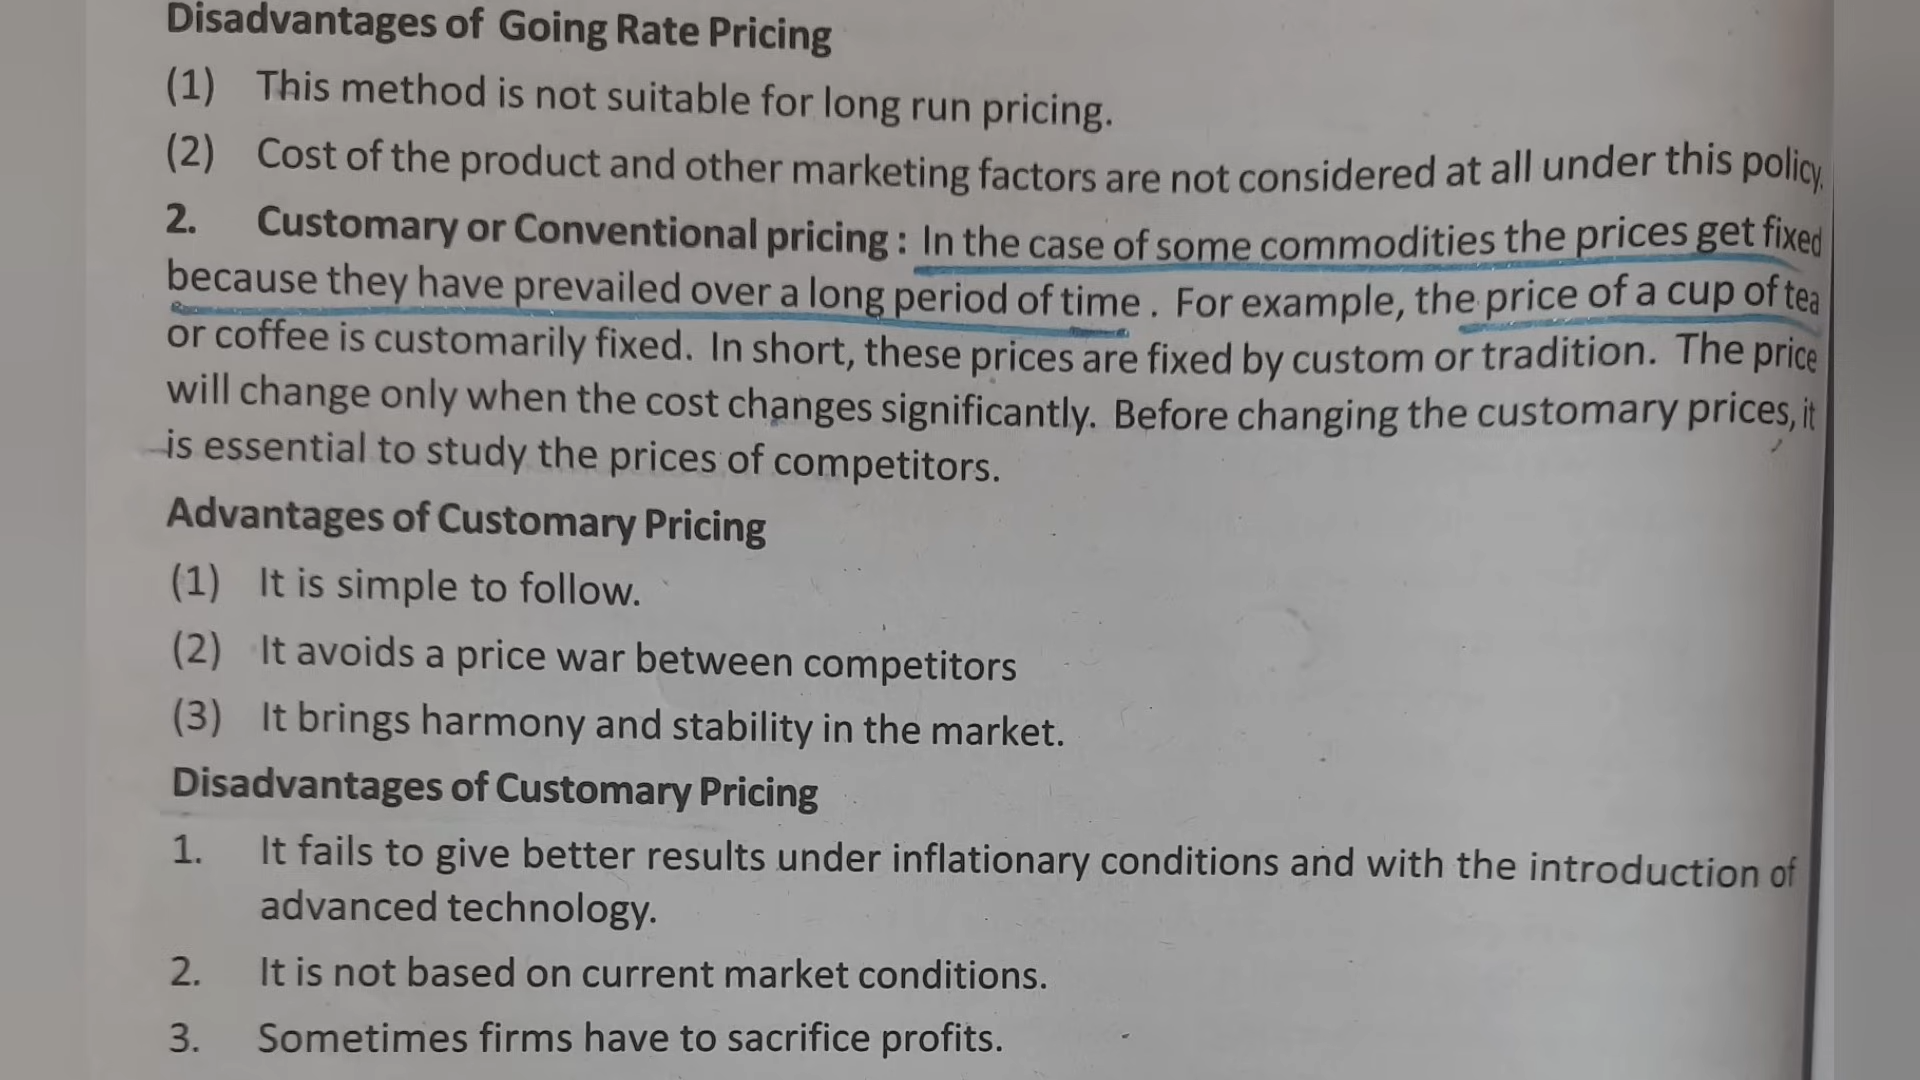 Disadvantages of Going Rate Pricing
(1) This method is not suitable for long run pricing.
(2) Cost of the product and other marketing factors are not considered at all under this policy.
2. Customary or Conventional pricing : In the case of some commodities the prices get fixed
because they have prevailed over a long period of time . For example, the price of a cup of tea
or coffee is customarily fixed. In short, these prices are fixed by custom or tradition. The price
will change only when the cost changes significantly. Before changing the customary prices, it
is essential to study the prices of competitors.
Advantages of Customary Pricing
(1) It is simple to follow.
(2) It avoids a price war between competitors
(3) It brings harmony and stability in the market.
Disadvantages of Customary Pricing
1. It fails to give better results under inflationary conditions and with the introduction of
advanced technology.
2. It is not based on current market conditions.
3. Sometimes firms have to sacrifice profits.